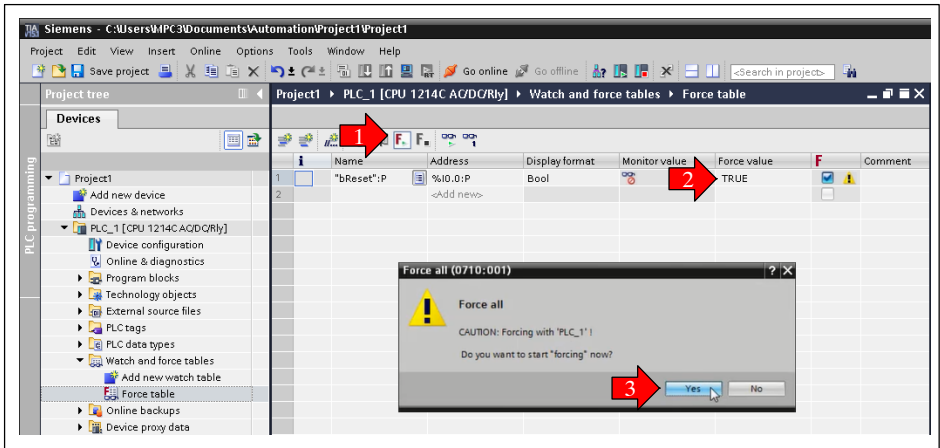 Siemens - C:\Users\MPC3\Documents\Automation\Project1\Project1
Project Edit View Insert Online Options Tools Window Help
Save project Go online Go offline <Search in project>
Project tree
Project1 ▸ PLC_1 [CPU 1214C AC/DC/Rly] ▸ Watch and force tables ▸ Force table
Devices
1
i Name Address Display format Monitor value Force value F Comment
1 "bReset":P %I0.0:P Bool 2 TRUE
2 <Add new>
PLC programming
Project1
Add new device
Devices & networks
PLC_1 [CPU 1214C AC/DC/Rly]
Device configuration
Online & diagnostics
Program blocks
Technology objects
External source files
PLC tags
PLC data types
Watch and force tables
Add new watch table
Force table
Online backups
Device proxy data
Force all (0710:001)
Force all
CAUTION: Forcing with 'PLC_1' !
Do you want to start "forcing" now?
3 Yes No